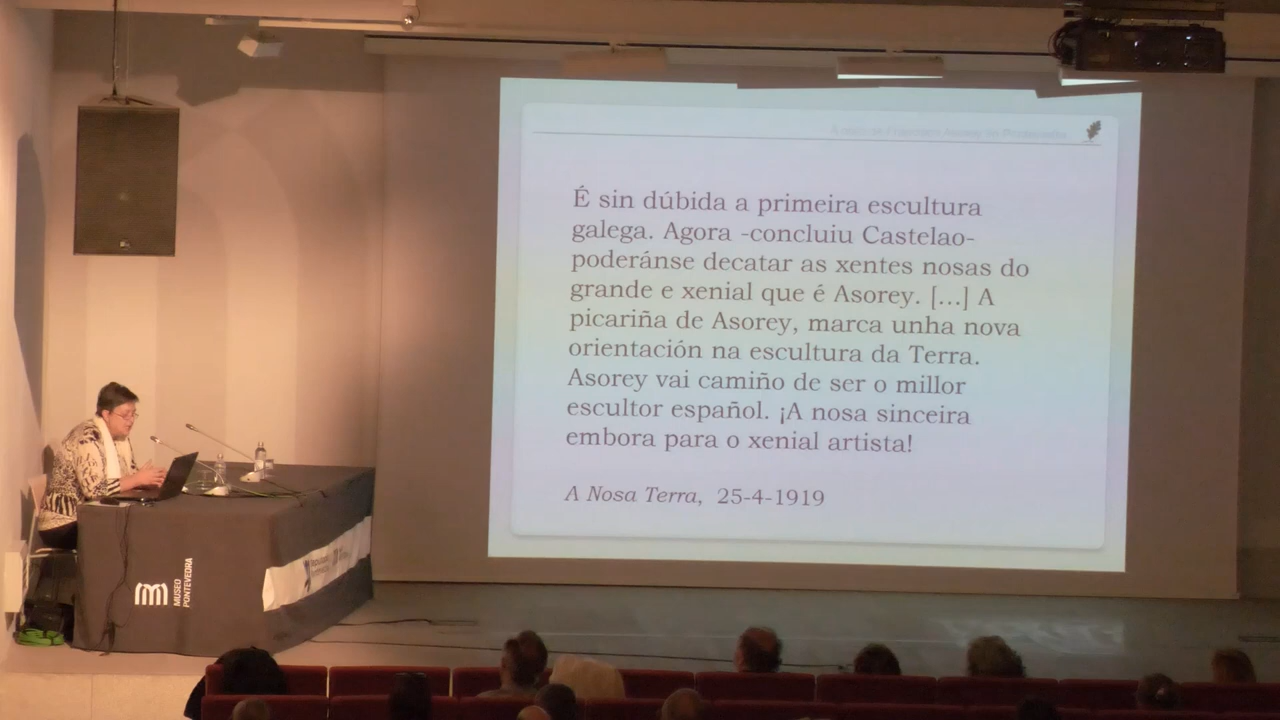 É sin dúbida a primeira escultura
galega. Agora -concluiu Castelao-
poderánse decatar as xentes nosas do
grande e xenial que é Asorey. [...] A
picariña de Asorey, marca unha nova
orientación na escultura da Terra.
Asorey vai camiño de ser o millor
escultor español. ¡A nosa sinceira
embora para o xenial artista!
A Nosa Terra, 25-4-1919
MUSEO
PONTEVEDRA